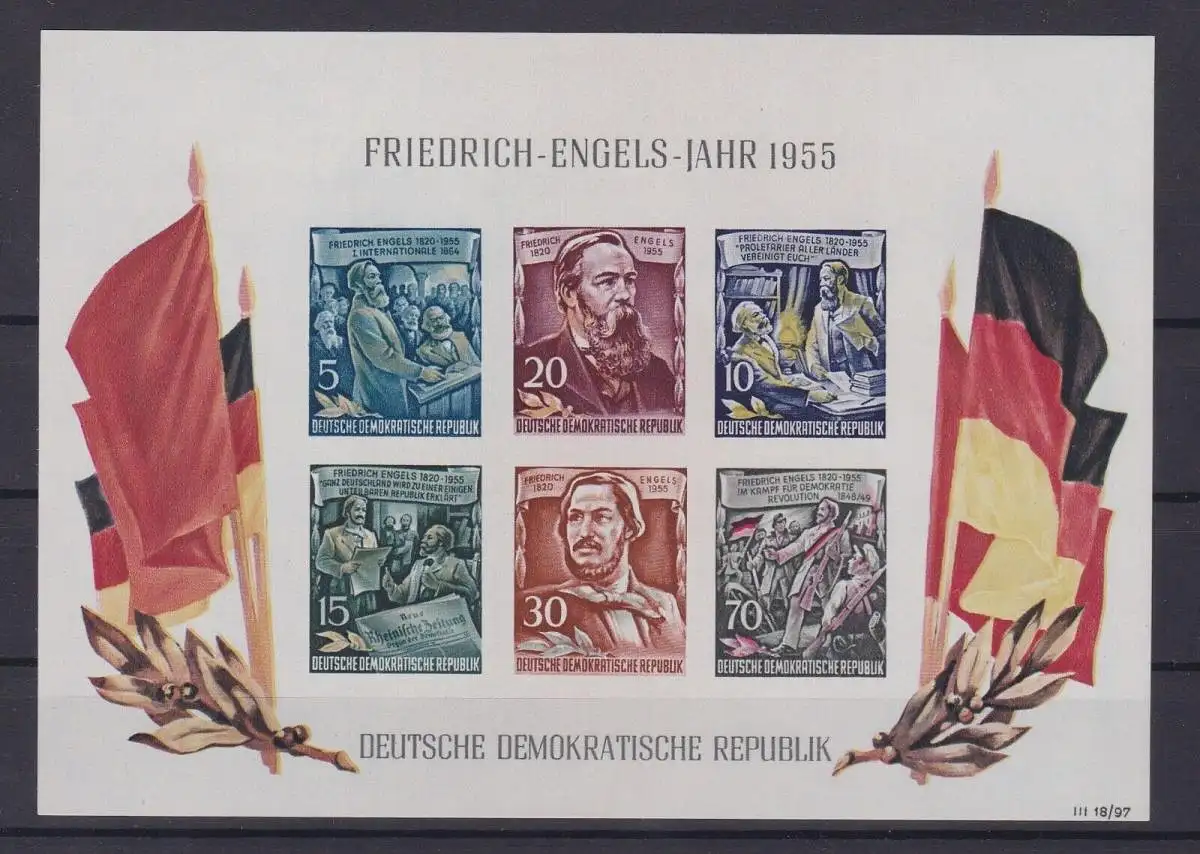 FRIEDRICH-ENGELS-JAHR 1955
FRIEDRICH ENGELS 1820-1955
I. INTERNATIONALE 1864
5
DEUTSCHE DEMOKRATISCHE REPUBLIK
FRIEDRICH ENGELS
1820 1955
20
DEUTSCHE DEMOKRATISCHE REPUBLIK
FRIEDRICH ENGELS 1820-1955
"PROLETARIER ALLER LÄNDER
VEREINIGT EUCH"
10
DEUTSCHE DEMOKRATISCHE REPUBLIK
FRIEDRICH ENGELS 1820-1955
"GANZ DEUTSCHLAND WIRD ZU EINER EINIGEN
UNTEILBAREN REPUBLIK ERKLÄRT"
Neue
Rheinische Zeitung
Organ der Demokratie
15
DEUTSCHE DEMOKRATISCHE REPUBLIK
FRIEDRICH ENGELS
1820 1955
30
DEUTSCHE DEMOKRATISCHE REPUBLIK
FRIEDRICH ENGELS 1820-1955
IM KAMPF FÜR DEMOKRATIE
REVOLUTION 1848/49
70
DEUTSCHE DEMOKRATISCHE REPUBLIK
DEUTSCHE DEMOKRATISCHE REPUBLIK
III 18/97